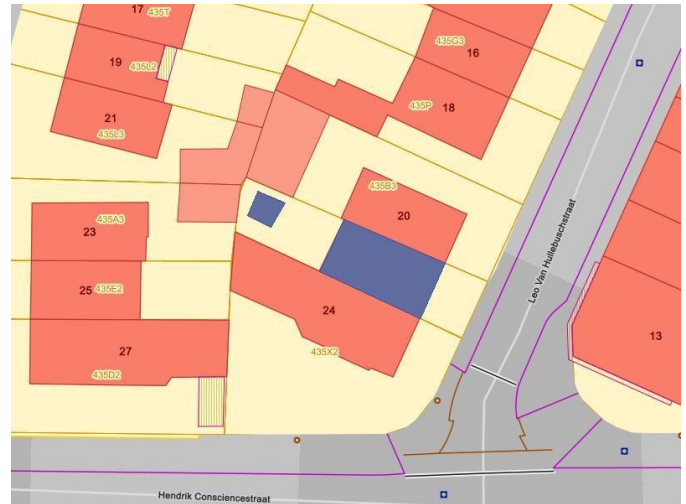 17
435T
435G3
16
19
435L2
435P
18
21
435L3
435B3
20
435A3
23
25
435E2
24
27
435D2
435X2
13
Leo Van Hullebuschstraat
Hendrik Consciencestraat